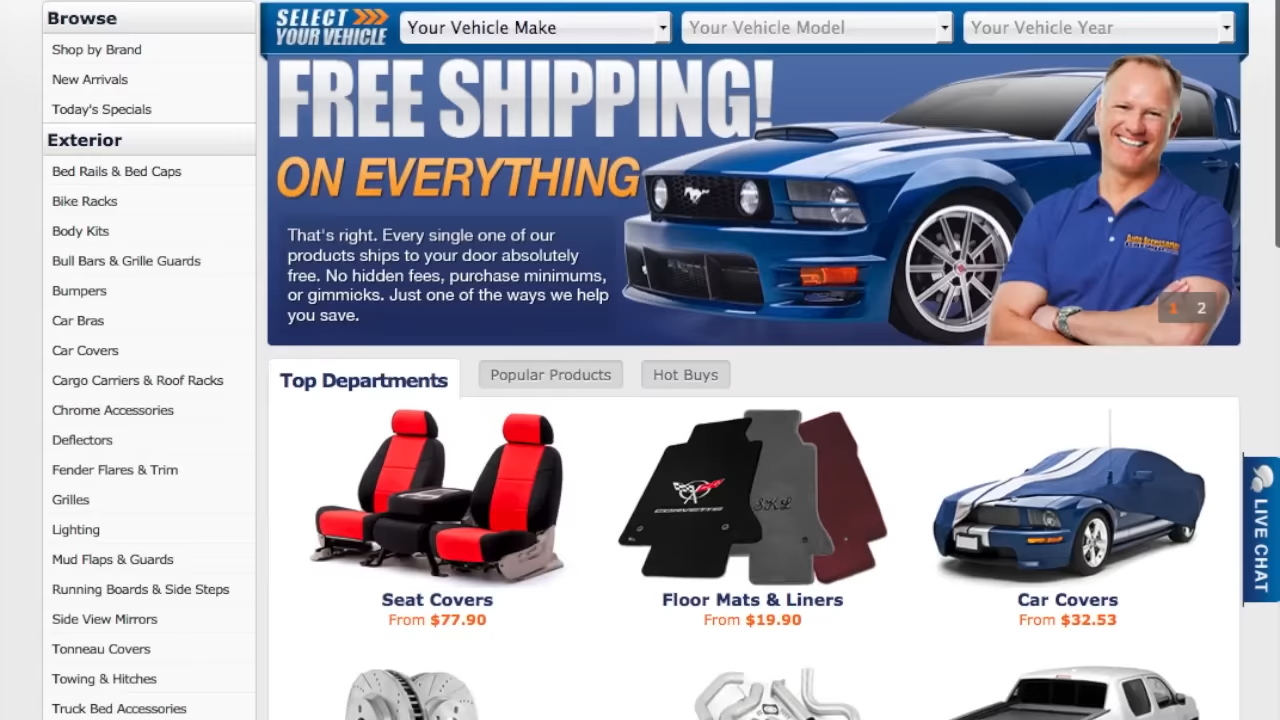 Browse
Shop by Brand
New Arrivals
Today's Specials
Exterior
Bed Rails & Bed Caps
Bike Racks
Body Kits
Bull Bars & Grille Guards
Bumpers
Car Bras
Car Covers
Cargo Carriers & Roof Racks
Chrome Accessories
Deflectors
Fender Flares & Trim
Grilles
Lighting
Mud Flaps & Guards
Running Boards & Side Steps
Side View Mirrors
Tonneau Covers
Towing & Hitches
Truck Bed Accessories
SELECT
YOUR VEHICLE
Your Vehicle Make
Your Vehicle Model
Your Vehicle Year
FREE SHIPPING!
ON EVERYTHING
That's right. Every single one of our
products ships to your door absolutely
free. No hidden fees, purchase minimums,
or gimmicks. Just one of the ways we help
you save.
Auto Accessories
1 2
Top Departments
Popular Products
Hot Buys
CORVETTE
Seat Covers
From $77.90
Floor Mats & Liners
From $19.90
Car Covers
From $32.53
LIVE CHAT